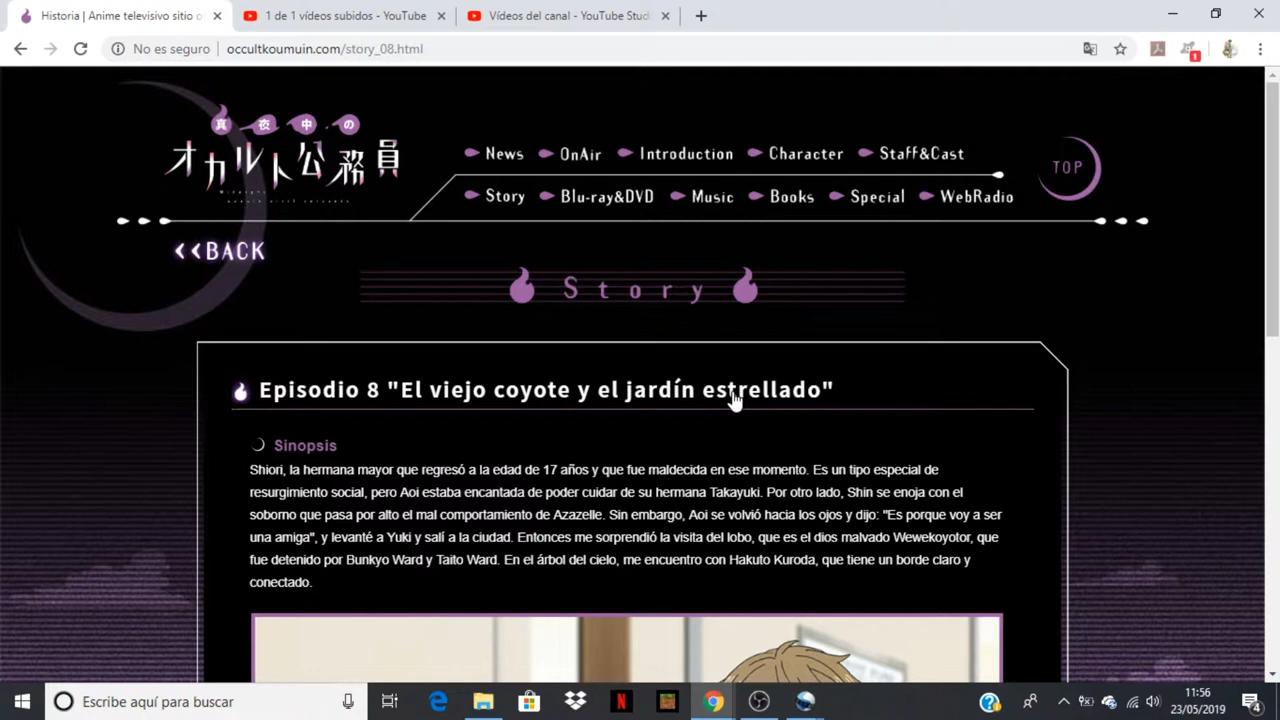 Historia | Anime televisivo sitio o
1 de 1 vídeos subidos - YouTube
Vídeos del canal - YouTube Stud
No es seguro
occultkoumuin.com/story_08.html
1
真夜中の
オカルト公務員
News
OnAir
Introduction
Character
Staff&Cast
TOP
Story
Blu-ray&DVD
Music
Books
Special
WebRadio
<<BACK
Story
Episodio 8 "El viejo coyote y el jardín estrellado"
Sinopsis
Shiori, la hermana mayor que regresó a la edad de 17 años y que fue maldecida en ese momento. Es un tipo especial de
resurgimiento social, pero Aoi estaba encantada de poder cuidar de su hermana Takayuki. Por otro lado, Shin se enoja con el
soborno que pasa por alto el mal comportamiento de Azazelle. Sin embargo, Aoi se volvió hacia los ojos y dijo: "Es porque voy a ser
una amiga", y levanté a Yuki y salí a la ciudad. Entonces me sorprendió la visita del lobo, que es el dios malvado Wewekoyotor, que
fue detenido por Bunkyo Ward y Taito Ward. En el árbol del cielo, me encuentro con Hakuto Kuroda, que tiene un borde claro y
conectado.
Escribe aquí para buscar
11:56
23/05/2019
4